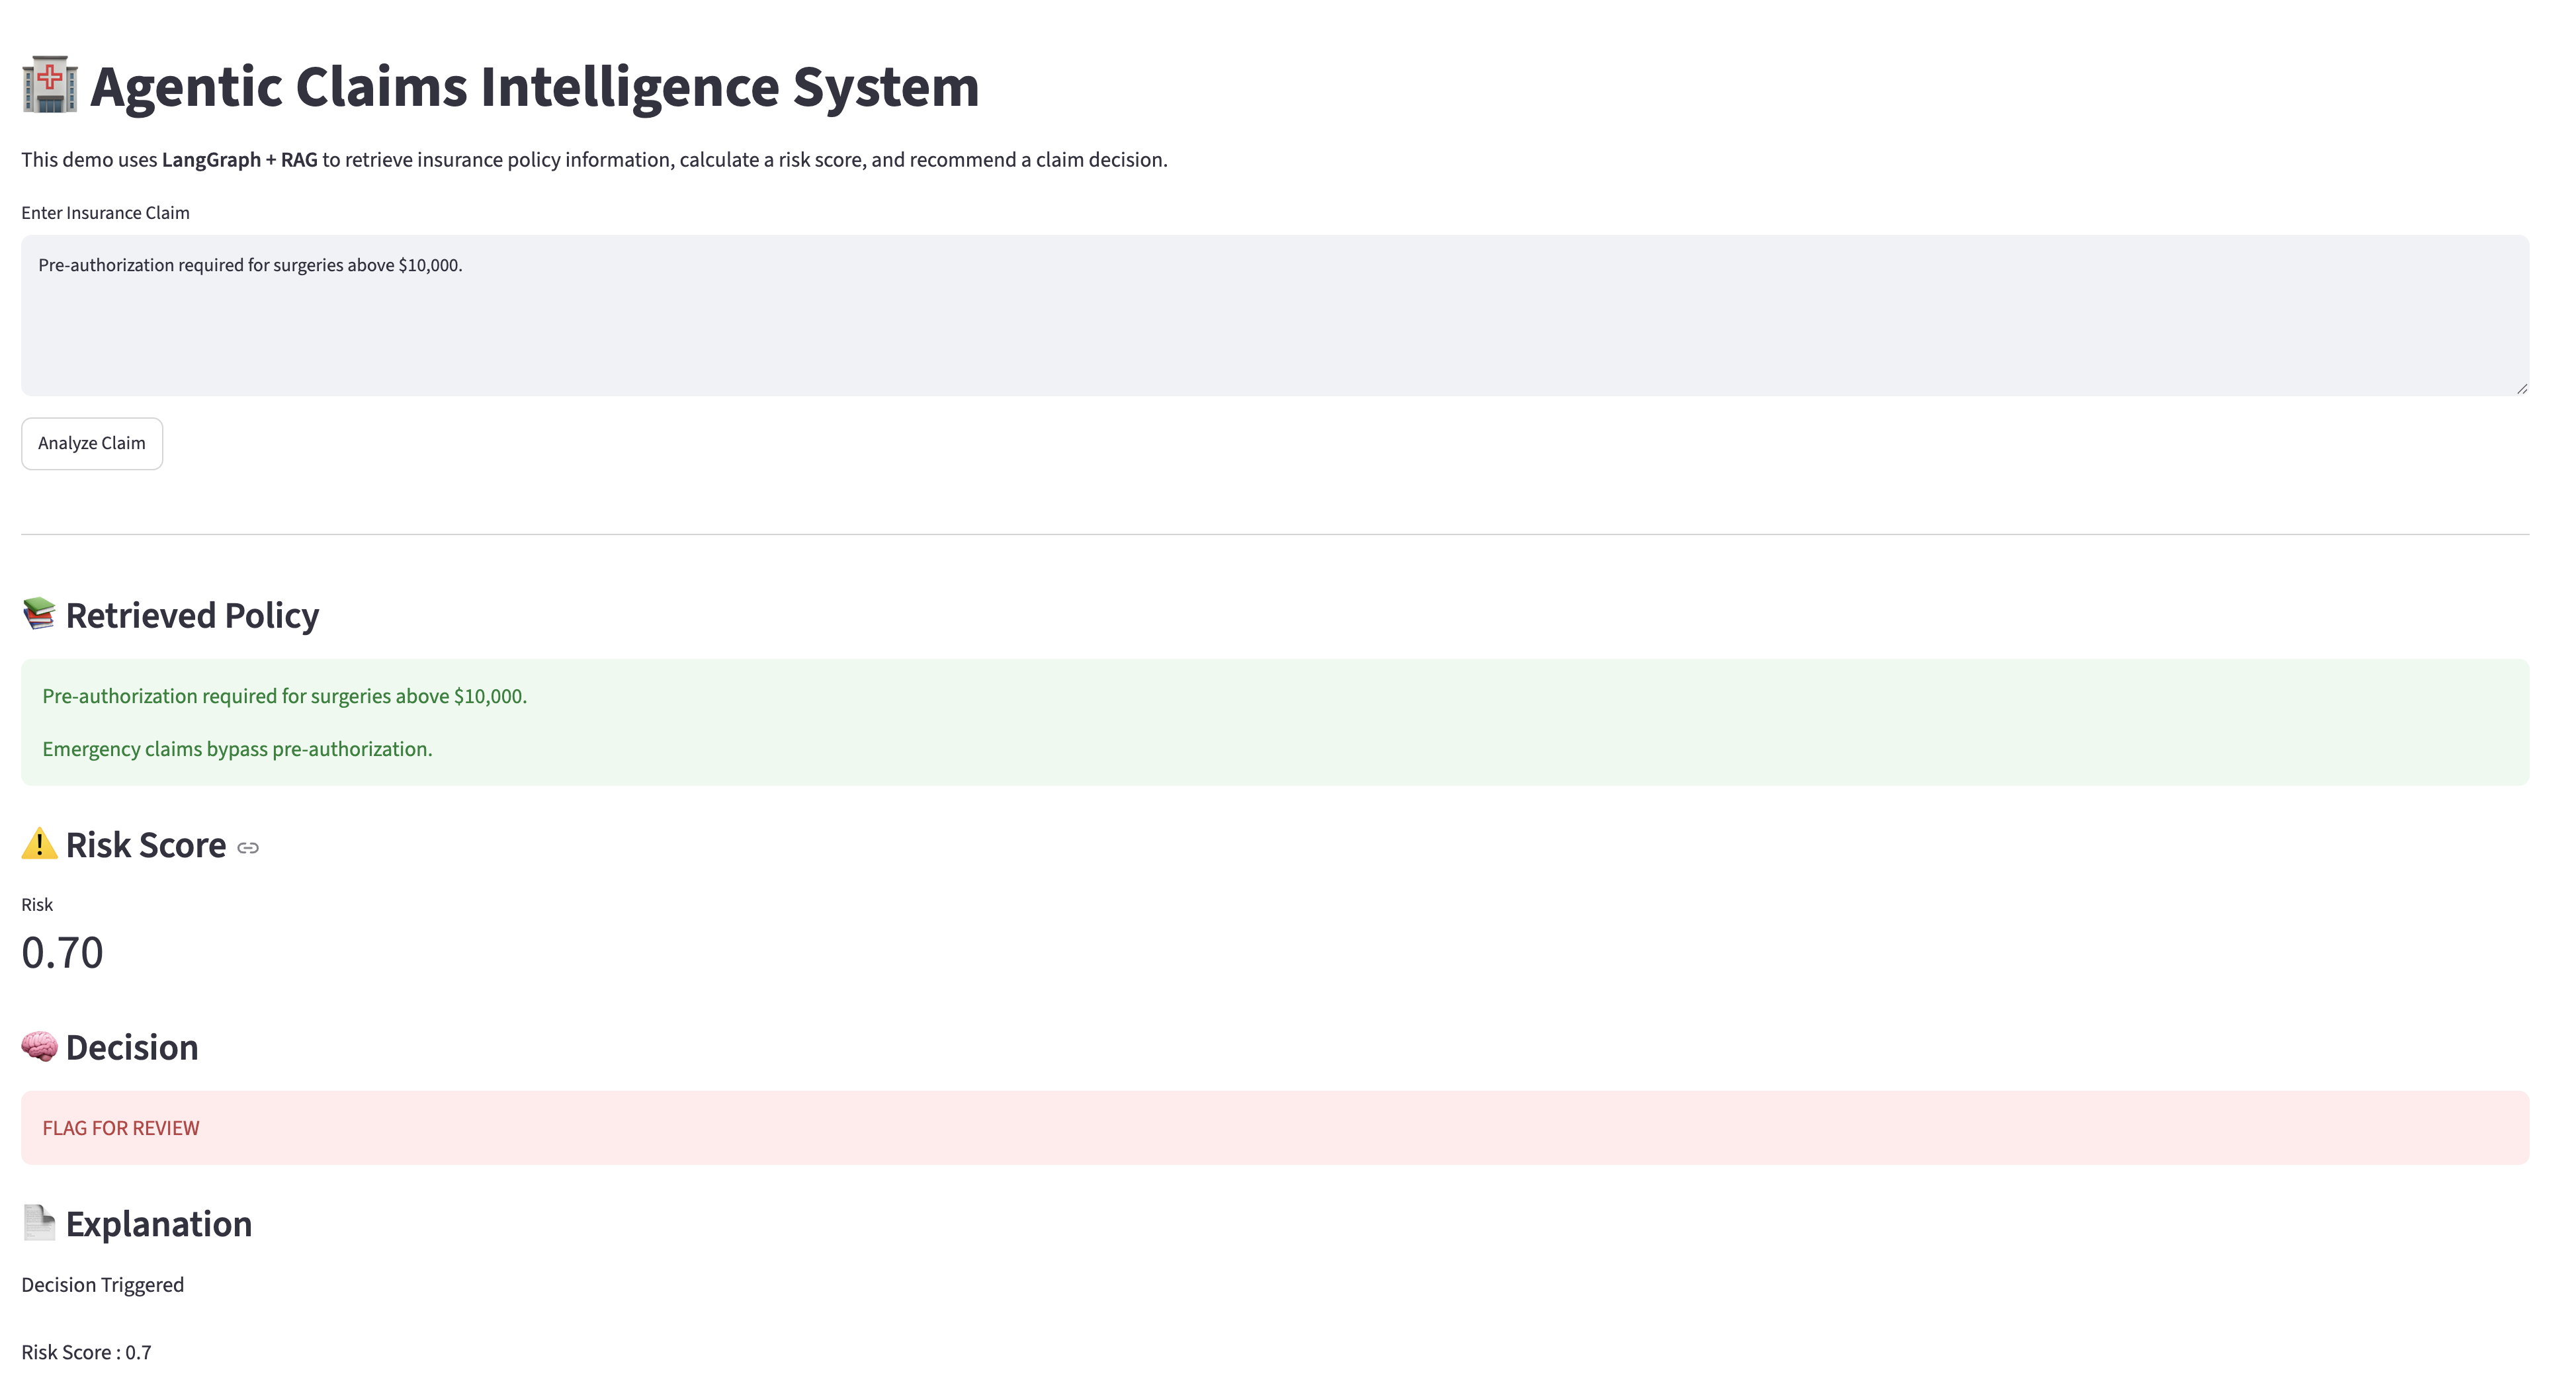 🏥 Agentic Claims Intelligence System
This demo uses LangGraph + RAG to retrieve insurance policy information, calculate a risk score, and recommend a claim decision.
Enter Insurance Claim
Pre-authorization required for surgeries above $10,000.
Analyze Claim
📚 Retrieved Policy
Pre-authorization required for surgeries above $10,000.
Emergency claims bypass pre-authorization.
⚠️ Risk Score
Risk
0.70
🧠 Decision
FLAG FOR REVIEW
📄 Explanation
Decision Triggered
Risk Score : 0.7